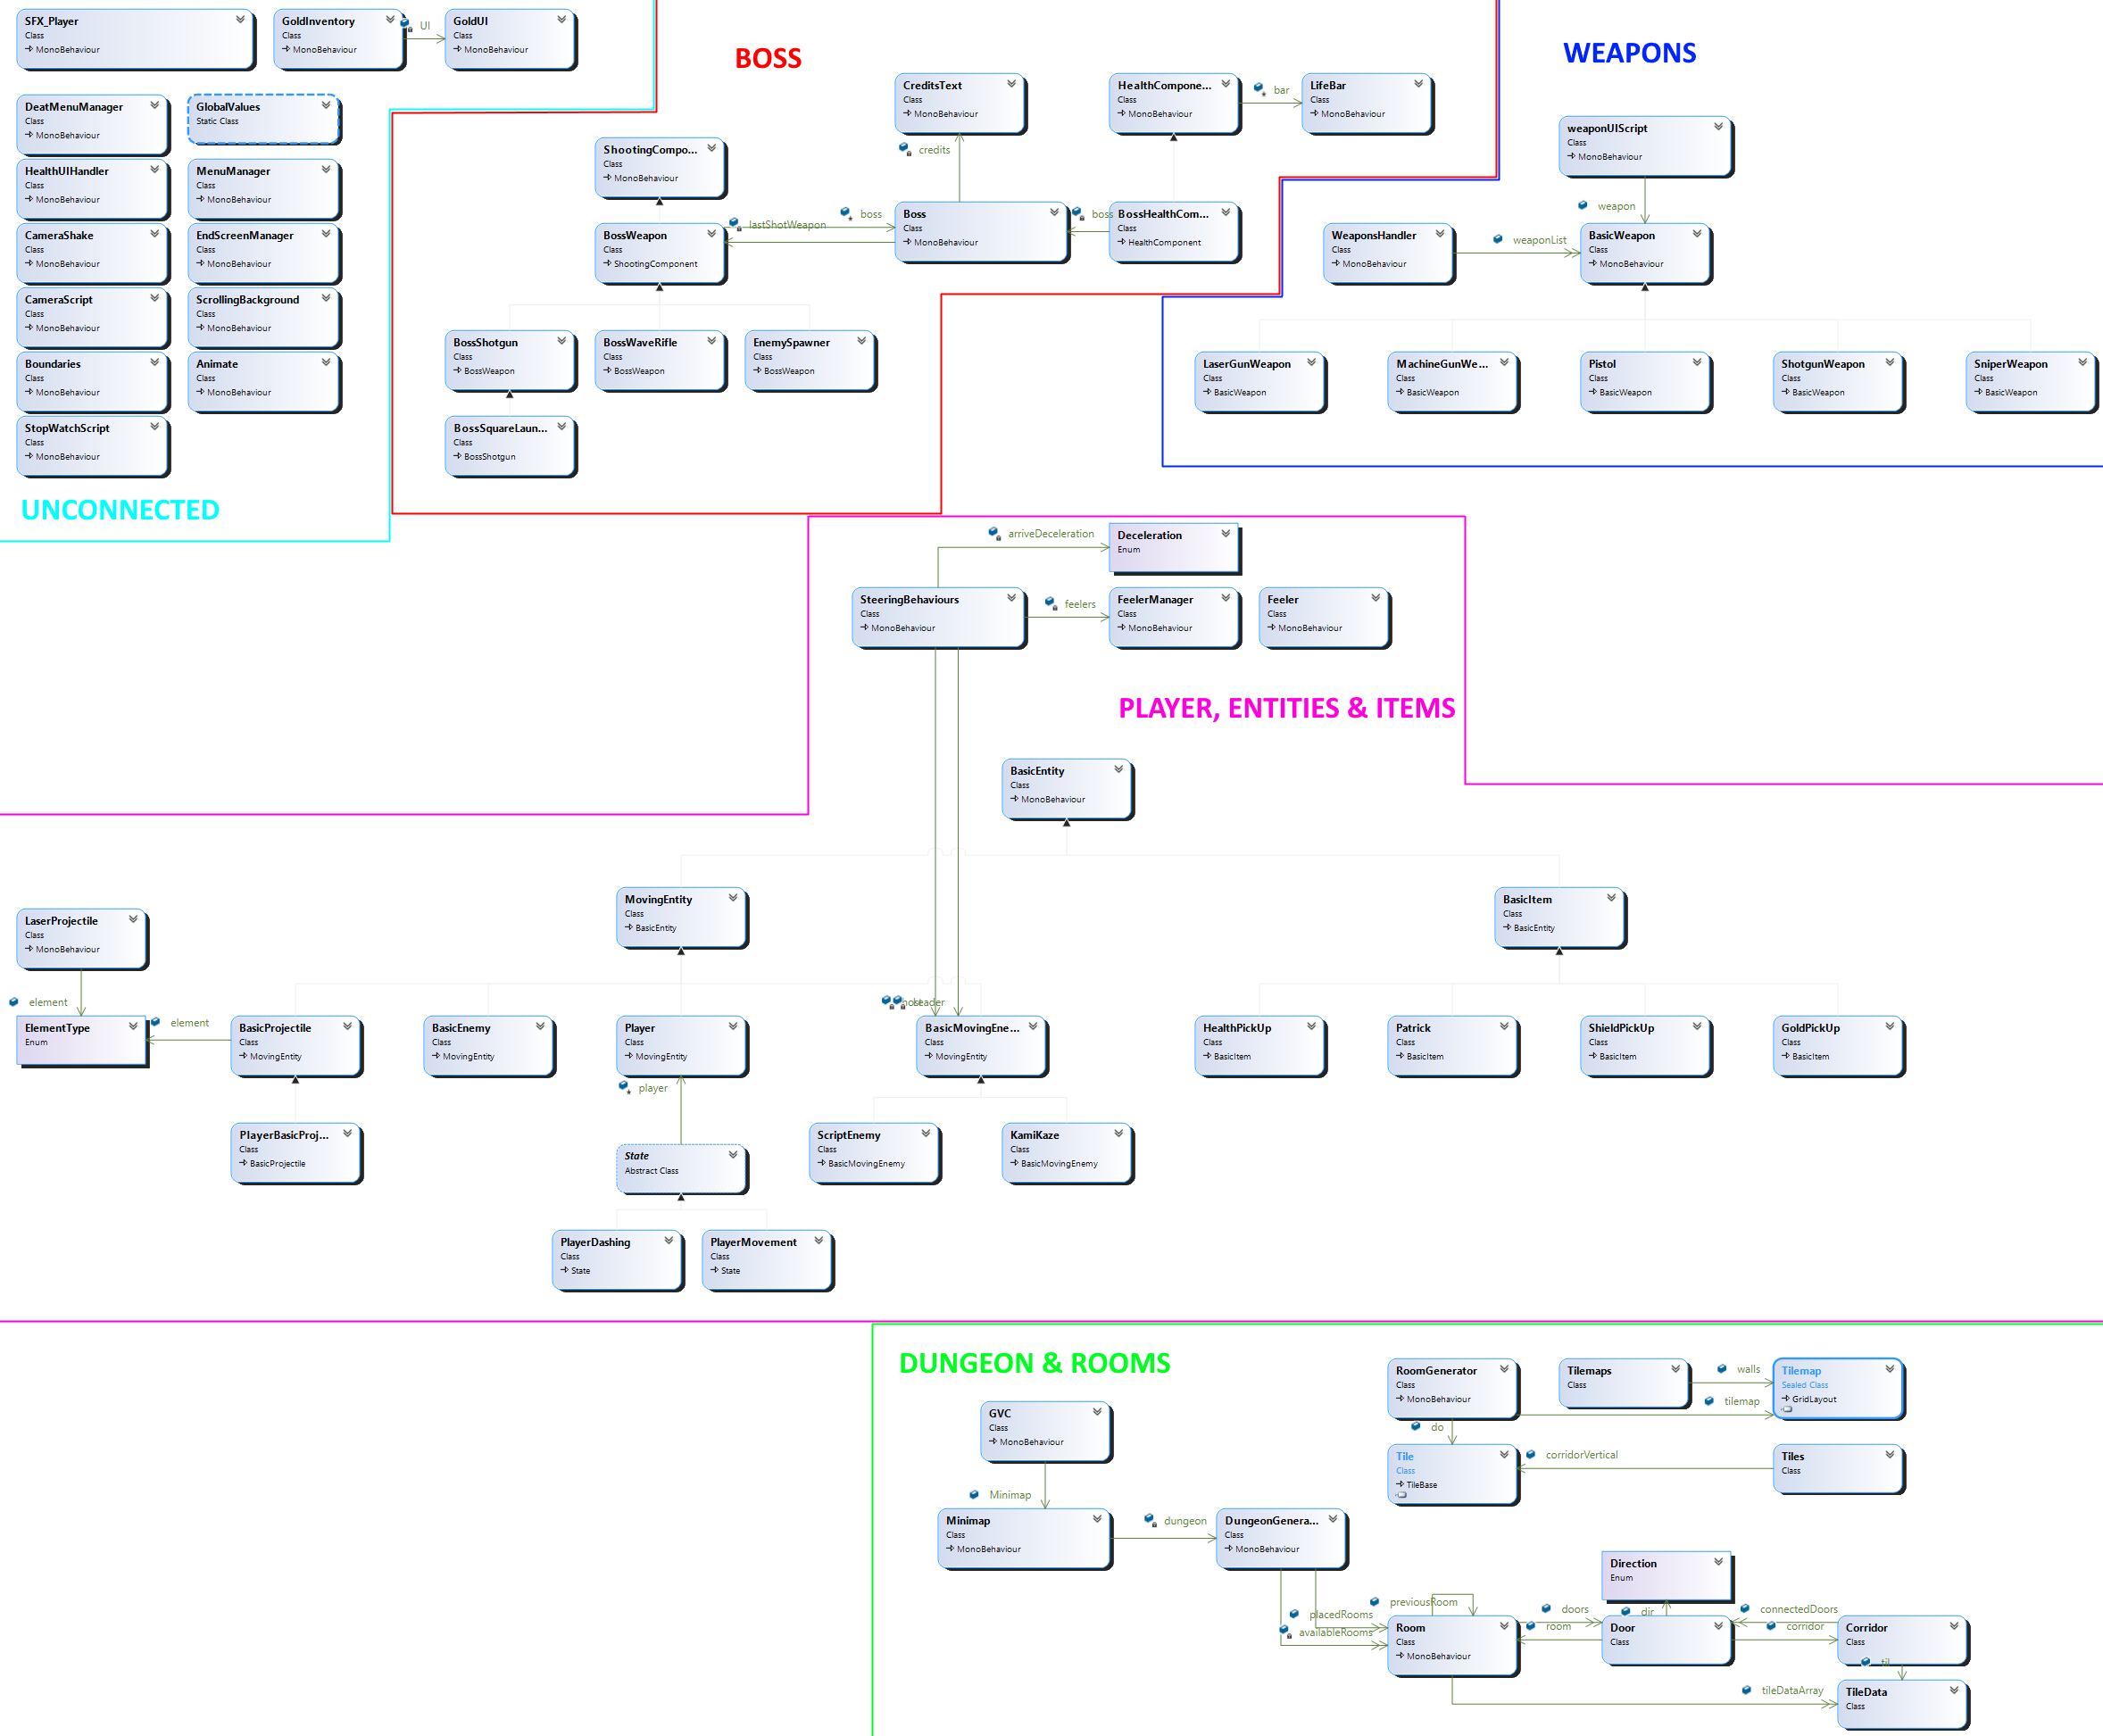 SFX_Player
Class
MonoBehaviour
GoldInventory
Class
MonoBehaviour
UI
GoldUI
Class
MonoBehaviour
DeatMenuManager
Class
MonoBehaviour
GlobalValues
Static Class
HealthUIHandler
Class
MonoBehaviour
MenuManager
Class
MonoBehaviour
CameraShake
Class
MonoBehaviour
EndScreenManager
Class
MonoBehaviour
CameraScript
Class
MonoBehaviour
ScrollingBackground
Class
MonoBehaviour
Boundaries
Class
MonoBehaviour
Animate
Class
MonoBehaviour
StopWatchScript
Class
MonoBehaviour
UNCONNECTED
BOSS
CreditsText
Class
MonoBehaviour
HealthCompone...
Class
MonoBehaviour
bar
LifeBar
Class
MonoBehaviour
credits
ShootingCompo...
Class
MonoBehaviour
BossWeapon
Class
ShootingComponent
lastShotWeapon
boss
Boss
Class
MonoBehaviour
boss
BossHealthCom...
Class
HealthComponent
BossShotgun
Class
BossWeapon
BossWaveRifle
Class
BossWeapon
EnemySpawner
Class
BossWeapon
BossSquareLaun...
Class
BossShotgun
WEAPONS
weaponUIScript
Class
MonoBehaviour
weapon
WeaponsHandler
Class
MonoBehaviour
weaponList
BasicWeapon
Class
MonoBehaviour
LaserGunWeapon
Class
BasicWeapon
MachineGunWe...
Class
BasicWeapon
Pistol
Class
BasicWeapon
ShotgunWeapon
Class
BasicWeapon
SniperWeapon
Class
BasicWeapon
arriveDeceleration
Deceleration
Enum
SteeringBehaviours
Class
MonoBehaviour
feelers
FeelerManager
Class
MonoBehaviour
Feeler
Class
MonoBehaviour
PLAYER, ENTITIES & ITEMS
BasicEntity
Class
MonoBehaviour
MovingEntity
Class
BasicEntity
BasicItem
Class
BasicEntity
LaserProjectile
Class
MonoBehaviour
element
ElementType
Enum
element
BasicProjectile
Class
MovingEntity
BasicEnemy
Class
MovingEntity
Player
Class
MovingEntity
BasicMovingEne...
Class
MovingEntity
HealthPickUp
Class
BasicItem
Patrick
Class
BasicItem
ShieldPickUp
Class
BasicItem
GoldPickUp
Class
BasicItem
player
PlayerBasicProj...
Class
BasicProjectile
State
Abstract Class
ScriptEnemy
Class
BasicMovingEnemy
KamiKaze
Class
BasicMovingEnemy
PlayerDashing
Class
State
PlayerMovement
Class
State
DUNGEON & ROOMS
RoomGenerator
Class
MonoBehaviour
Tilemaps
Class
walls
tilemap
Tilemap
Sealed Class
GridLayout
do
Tile
Class
TileBase
corridorVertical
Tiles
Class
GVC
Class
MonoBehaviour
Minimap
Minimap
Class
MonoBehaviour
dungeon
DungeonGenera...
Class
MonoBehaviour
placedRooms
availableRooms
previousRoom
Room
Class
MonoBehaviour
doors
room
Direction
Enum
dir
Door
Class
connectedDoors
corridor
Corridor
Class
tileDataArray
TileData
Class